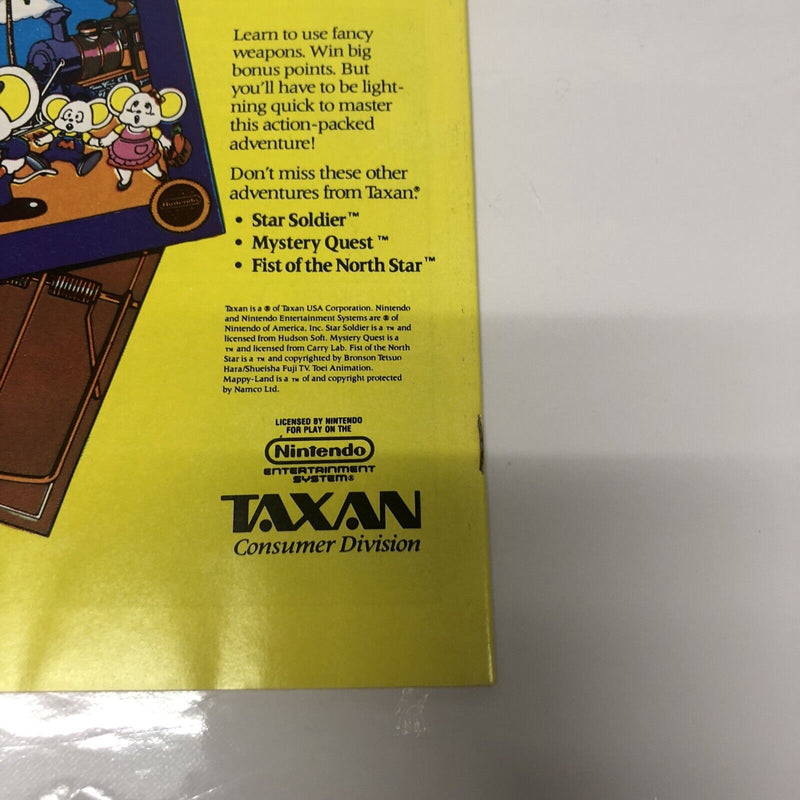 Learn to use fancy
weapons. Win big
bonus points. But
you'll have to be light-
ning quick to master
this action-packed
adventure!
Don't miss these other
adventures from Taxan®.
• Star Soldier™
• Mystery Quest™
• Fist of the North Star™
Taxan is a ® of Taxan USA Corporation. Nintendo
and Nintendo Entertainment Systems are ® of
Nintendo of America, Inc. Star Soldier is a TM and
licensed from Hudson Soft. Mystery Quest is a
TM and licensed from Carry Lab. Fist of the North
Star is a TM and copyrighted by Bronson Tetsuo
Hara/Shueisha Fuji TV. Toei Animation.
Mappy-Land is a TM of and copyright protected
by Namco Ltd.
LICENSED BY NINTENDO
FOR PLAY ON THE
Nintendo
ENTERTAINMENT
SYSTEM®
TAXAN
Consumer Division
Nintendo